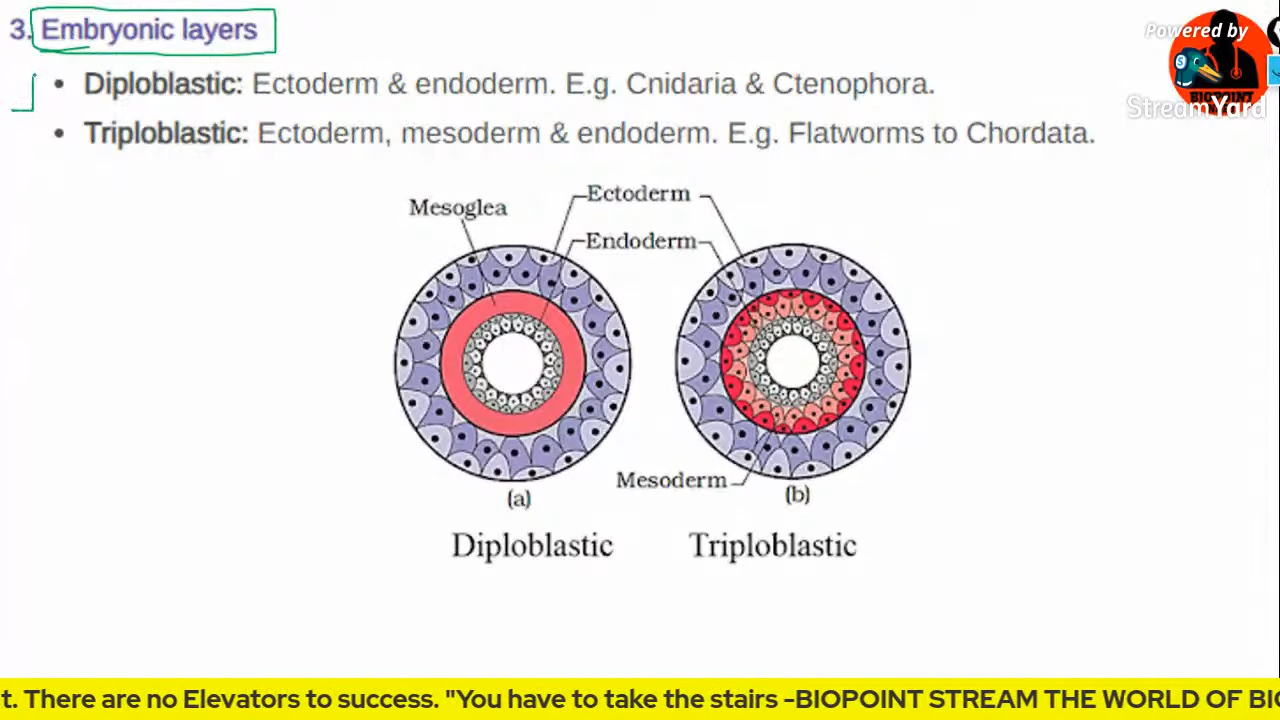 3. Embryonic layers
Powered by
• Diploblastic: Ectoderm & endoderm. E.g. Cnidaria & Ctenophora.
BIOPOINT
StreamYard
• Triploblastic: Ectoderm, mesoderm & endoderm. E.g. Flatworms to Chordata.
Ectoderm
Mesoglea
Endoderm
Mesoderm
(a)
(b)
Diploblastic
Triploblastic
t. There are no Elevators to success. "You have to take the stairs -BIOPOINT STREAM THE WORLD OF BI